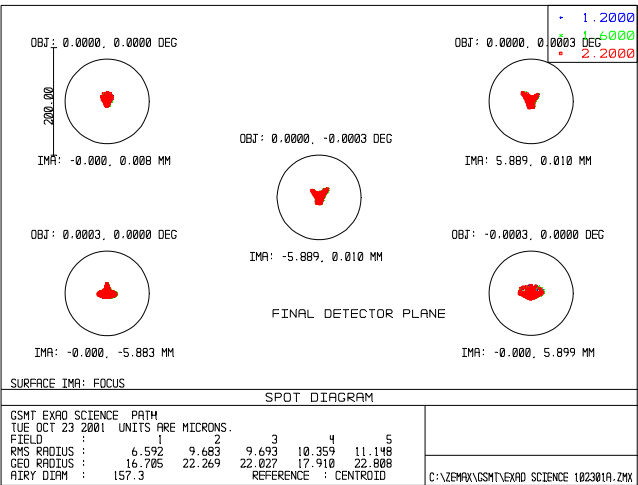 1.2000
1.6000
2.2000
OBJ: 0.0000, 0.0000 DEG
OBJ: 0.0000, 0.0003 DEG
200.00
IMA: -0.000, 0.008 MM
IMA: 5.889, 0.010 MM
OBJ: 0.0000, -0.0003 DEG
IMA: -5.889, 0.010 MM
OBJ: 0.0003, 0.0000 DEG
OBJ: -0.0003, 0.0000 DEG
IMA: -0.000, -5.883 MM
IMA: -0.000, 5.899 MM
FINAL DETECTOR PLANE
SURFACE IMA: FOCUS
SPOT DIAGRAM
GSMT EXAO SCIENCE PATH
TUE OCT 23 2001 UNITS ARE MICRONS.
FIELD : 1 2 3 4 5
RMS RADIUS : 6.592 9.683 9.693 10.359 11.148
GEO RADIUS : 16.705 22.269 22.027 17.910 22.808
AIRY DIAM : 157.3 REFERENCE : CENTROID
C:\ZEMAX\GSMT\EXAO SCIENCE 102301A.ZMX